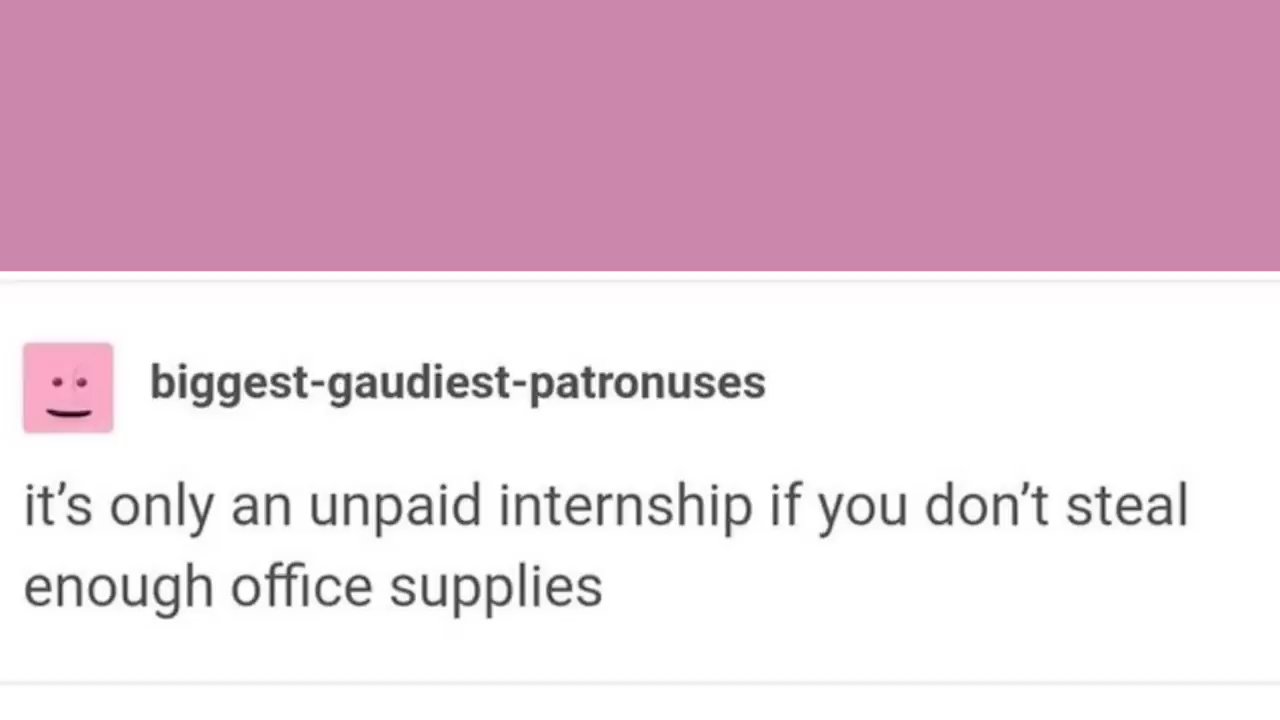 biggest-gaudiest-patronuses
it’s only an unpaid internship if you don’t steal
enough office supplies